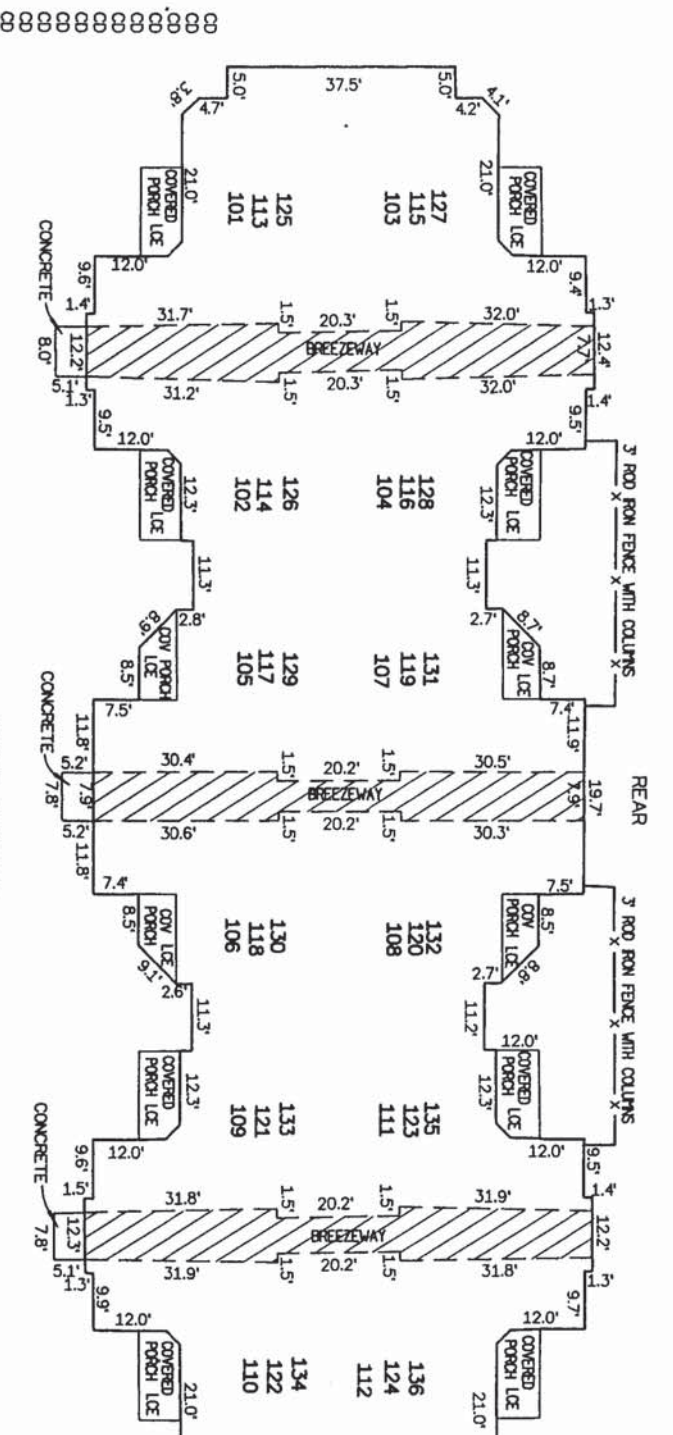 CD
CD
CD
CD
CD
CD
CD
CD
CD
CD
CD
CD
CD
5.0'
37.5'
5.0'
3.8'
4.7'
4.2'
4.1'
21.0'
COVERED
PORCH LCE
125
113
101
127
115
103
21.0'
COVERED
PORCH LCE
12.0'
12.0'
CONCRETE
9.6'
9.4'
1.4'
31.7'
1.5'
20.3'
1.5'
32.0'
1.3'
8.0'
12.2'
BREEZEWAY
7.7'
12.4'
5.1'
1.3'
31.2'
1.5'
20.3'
1.5'
32.0'
1.4'
9.5'
9.5'
12.0'
12.0'
COVERED
PORCH LCE
12.3'
126
114
102
128
116
104
12.3'
COVERED
PORCH LCE
3' ROD IRON FENCE WITH COLUMNS
X
X
X
11.3'
11.3'
2.8'
2.7'
8.9'
8.7'
COV PORCH
LCE
8.5'
129
117
105
131
119
107
COVERED
PORCH LCE
8.7'
7.5'
7.4'
CONCRETE
11.8'
11.9'
5.2'
30.4'
1.5'
20.2'
1.5'
30.5'
7.8'
7.9'
BREEZEWAY
7.9'
19.7'
REAR
5.2'
30.6'
1.5'
20.2'
1.5'
30.3'
11.8'
7.4'
7.5'
8.5'
COV LCE
PORCH
130
118
106
132
120
108
COV LCE
PORCH
8.5'
3' ROD IRON FENCE WITH COLUMNS
X
X
X
9.1'
2.6'
2.7'
8.8'
11.3'
11.2'
12.0'
COVERED
PORCH LCE
12.3'
12.3'
COVERED
PORCH LCE
133
121
109
135
123
111
12.0'
12.0'
CONCRETE
9.6'
9.5'
1.5'
31.8'
1.5'
20.2'
1.5'
31.9'
1.4'
7.8'
12.3'
BREEZEWAY
12.2'
5.1'
1.3'
31.9'
1.5'
20.2'
1.5'
31.8'
1.3'
9.9'
9.7'
12.0'
12.0'
COVERED
PORCH LCE
21.0'
134
122
110
136
124
112
21.0'
COVERED
PORCH LCE